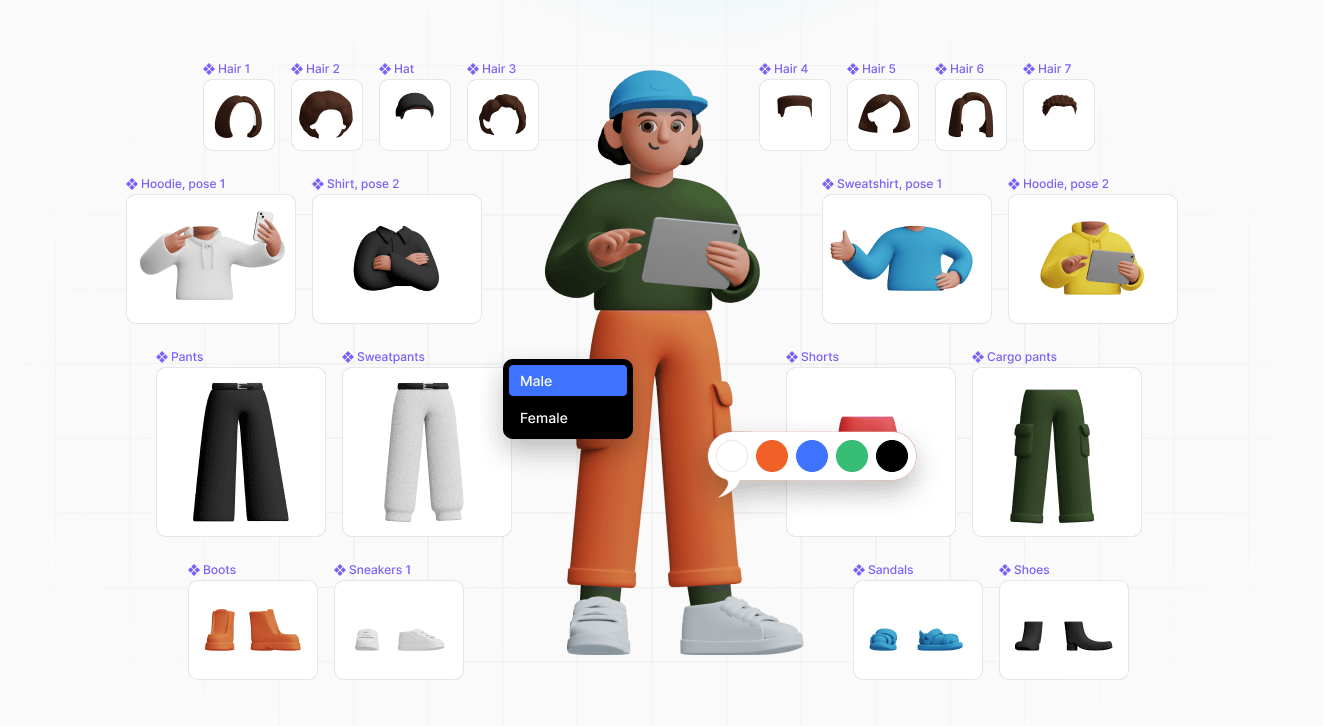 Hair 1
Hair 2
Hat
Hair 3
Hair 4
Hair 5
Hair 6
Hair 7
Hoodie, pose 1
Shirt, pose 2
Sweatshirt, pose 1
Hoodie, pose 2
Pants
Sweatpants
Shorts
Cargo pants
Male
Female
Boots
Sneakers 1
Sandals
Shoes